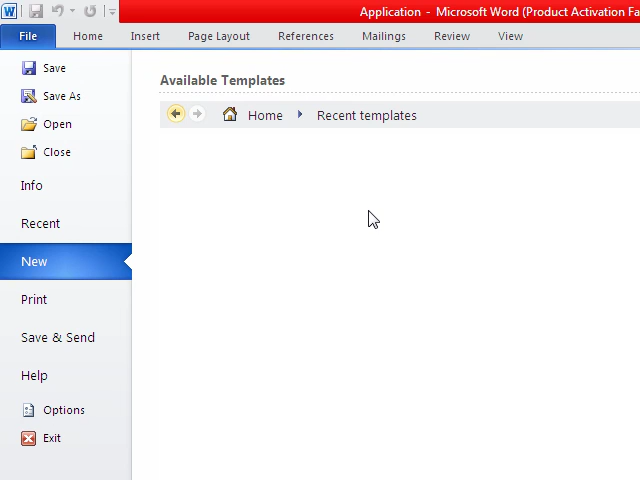 W
Application - Microsoft Word (Product Activation Fa
File Home Insert Page Layout References Mailings Review View
Save
Save As
Open
Close
Info
Recent
New
Print
Save & Send
Help
Options
Exit
Available Templates
Home Recent templates